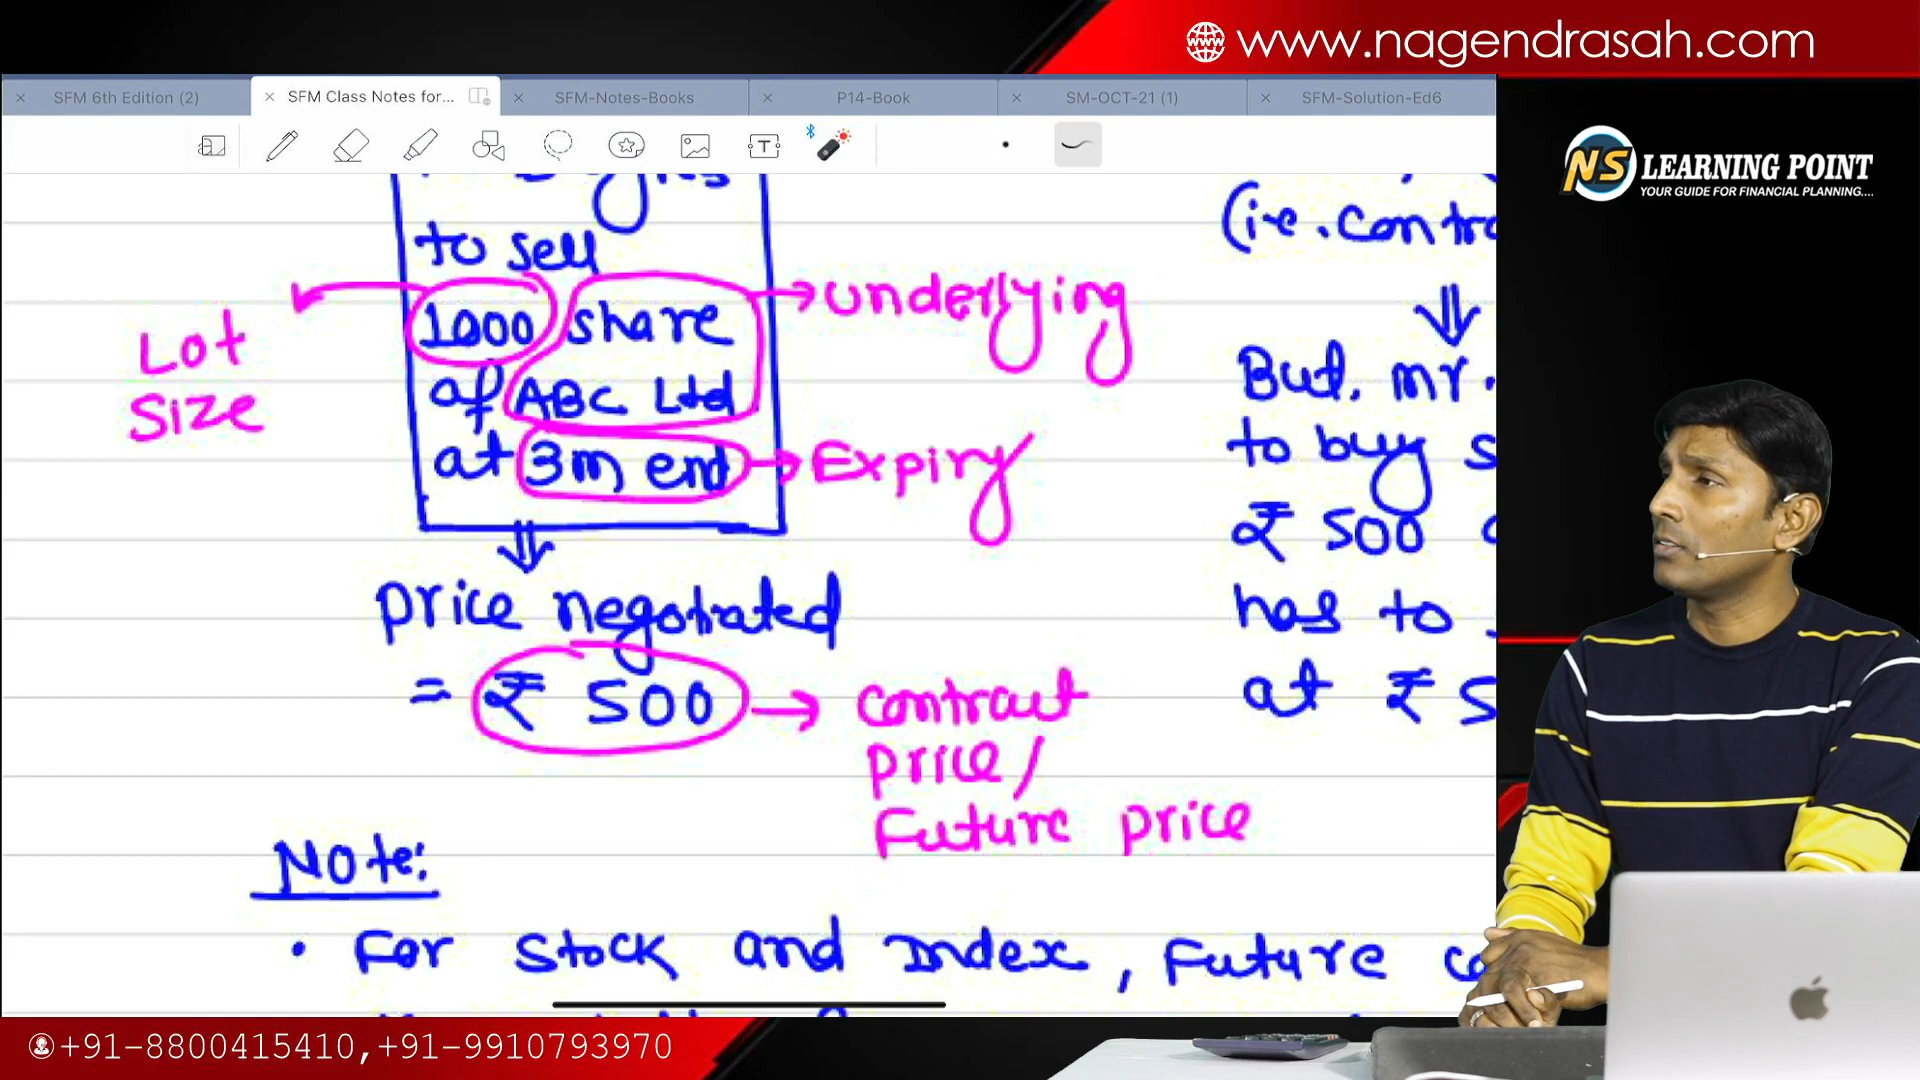 www.nagendrasah.com
SFM 6th Edition (2)
SFM Class Notes for...
SFM-Notes-Books
P14-Book
SM-OCT-21 (1)
SFM-Solution-Ed6
NS LEARNING POINT
YOUR GUIDE FOR FINANCIAL PLANNING....
to sell
1000 share
of ABC Ltd
at 3m end
Lot
Size
underlying
Expiry
price negotiated
= ₹ 500
contract
price/
Future price
(i.e. contra
But, mr.
to buy s
₹ 500
has to
at ₹ 5
Note:
• For Stock and Index, Future co
+91-8800415410,+91-9910793970